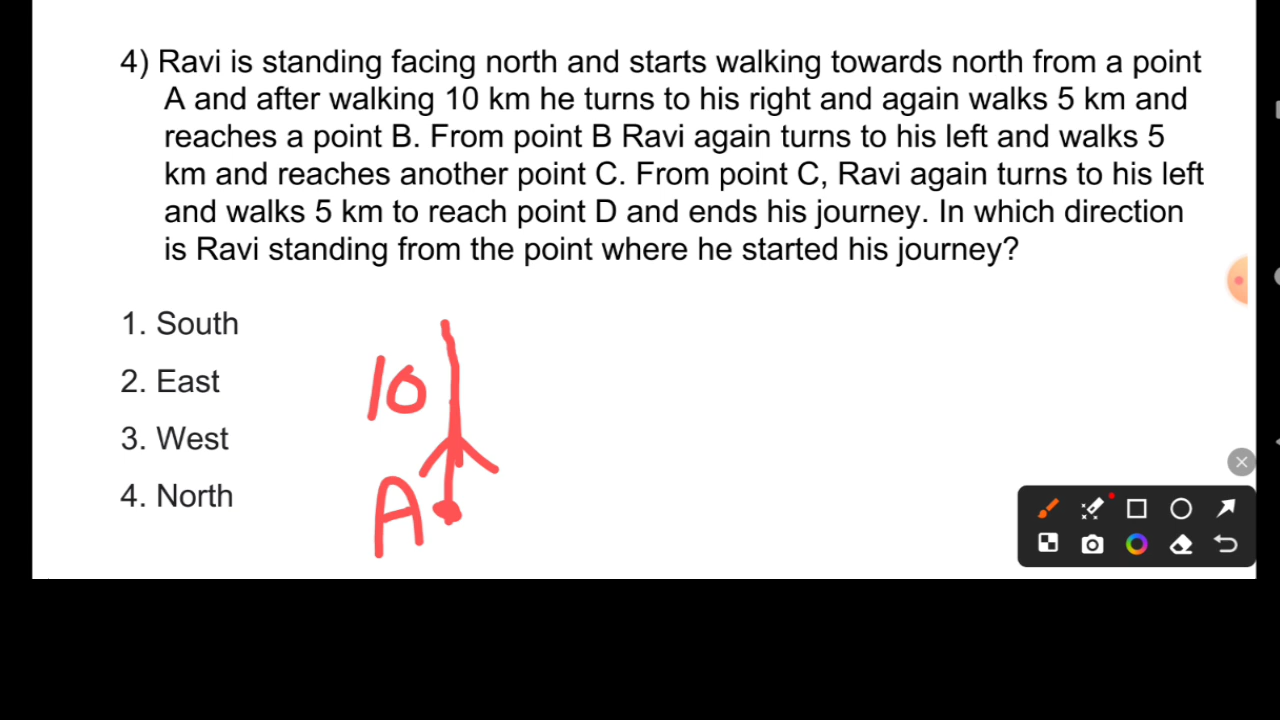 4) Ravi is standing facing north and starts walking towards north from a point
A and after walking 10 km he turns to his right and again walks 5 km and
reaches a point B. From point B Ravi again turns to his left and walks 5
km and reaches another point C. From point C, Ravi again turns to his left
and walks 5 km to reach point D and ends his journey. In which direction
is Ravi standing from the point where he started his journey?
1. South
2. East
3. West
4. North
10
A